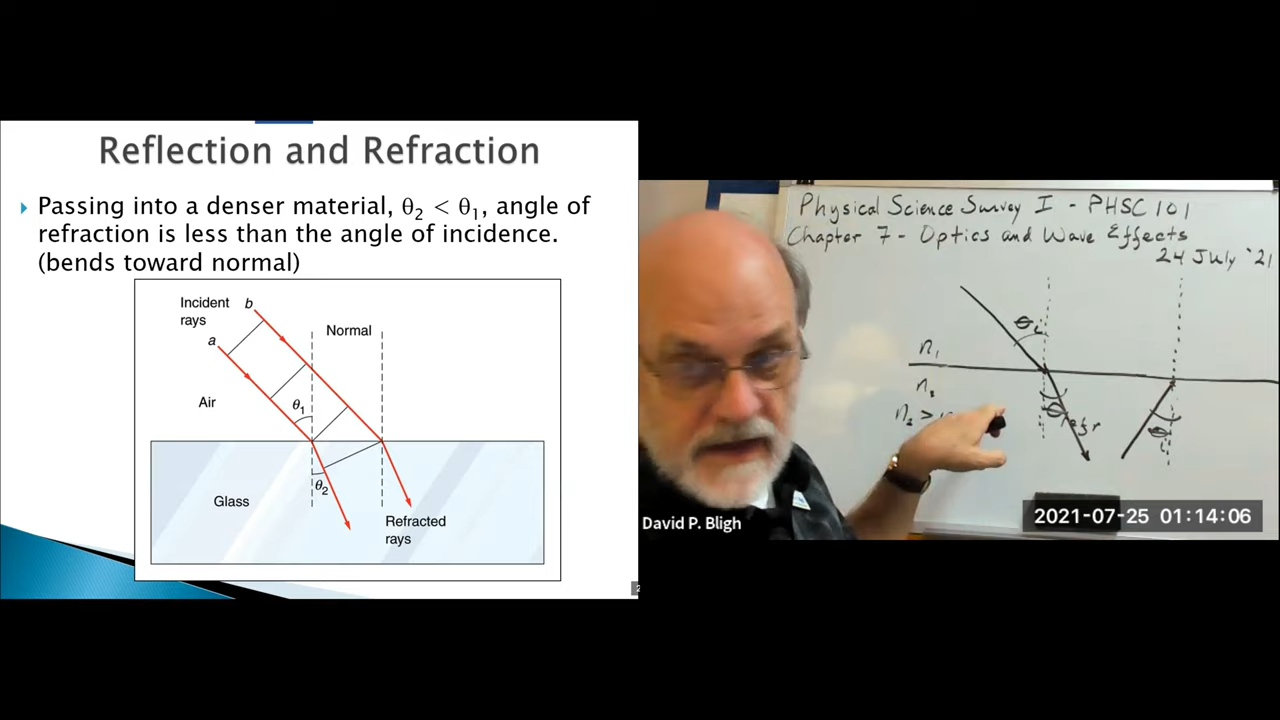 Reflection and Refraction
Passing into a denser material, θ2 < θ1, angle of
refraction is less than the angle of incidence.
(bends toward normal)
Incident
rays
b
a
Normal
Air
θ1
θ2
Glass
Refracted
rays
2
Physical Science Survey I - PHSC 101
Chapter 7 - Optics and Wave Effects
24 July '21
θi
n1
n2
n2 >
θrefr
θi
David P. Bligh
2021-07-25 01:14:06